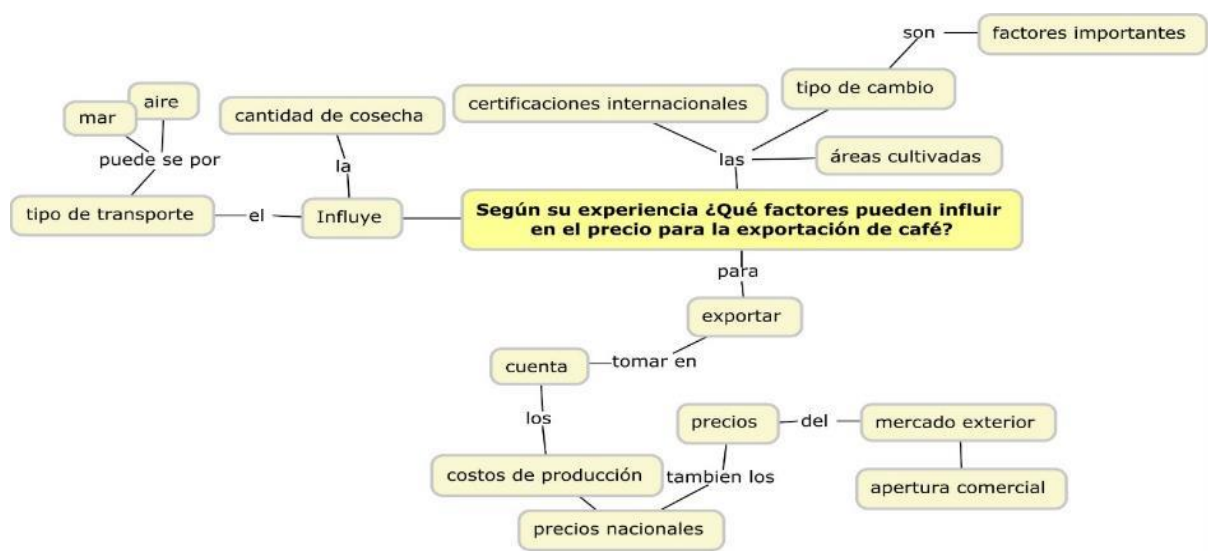 son
factores importantes
tipo de cambio
certificaciones internacionales
las
áreas cultivadas
aire
mar
puede se por
cantidad de cosecha
la
tipo de transporte
el
Influye
Según su experiencia ¿Qué factores pueden influir
en el precio para la exportación de café?
para
exportar
tomar en
cuenta
los
precios
del
mercado exterior
costos de producción
tambien los
apertura comercial
precios nacionales